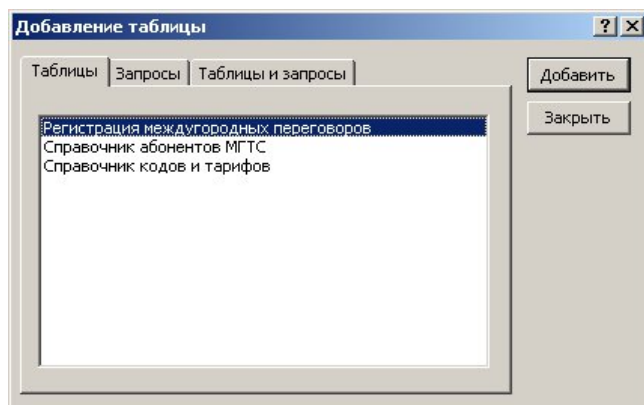 Добавление таблицы
Таблицы Запросы Таблицы и запросы
Добавить
Закрыть
Регистрация междугородных переговоров
Справочник абонентов МГТС
Справочник кодов и тарифов